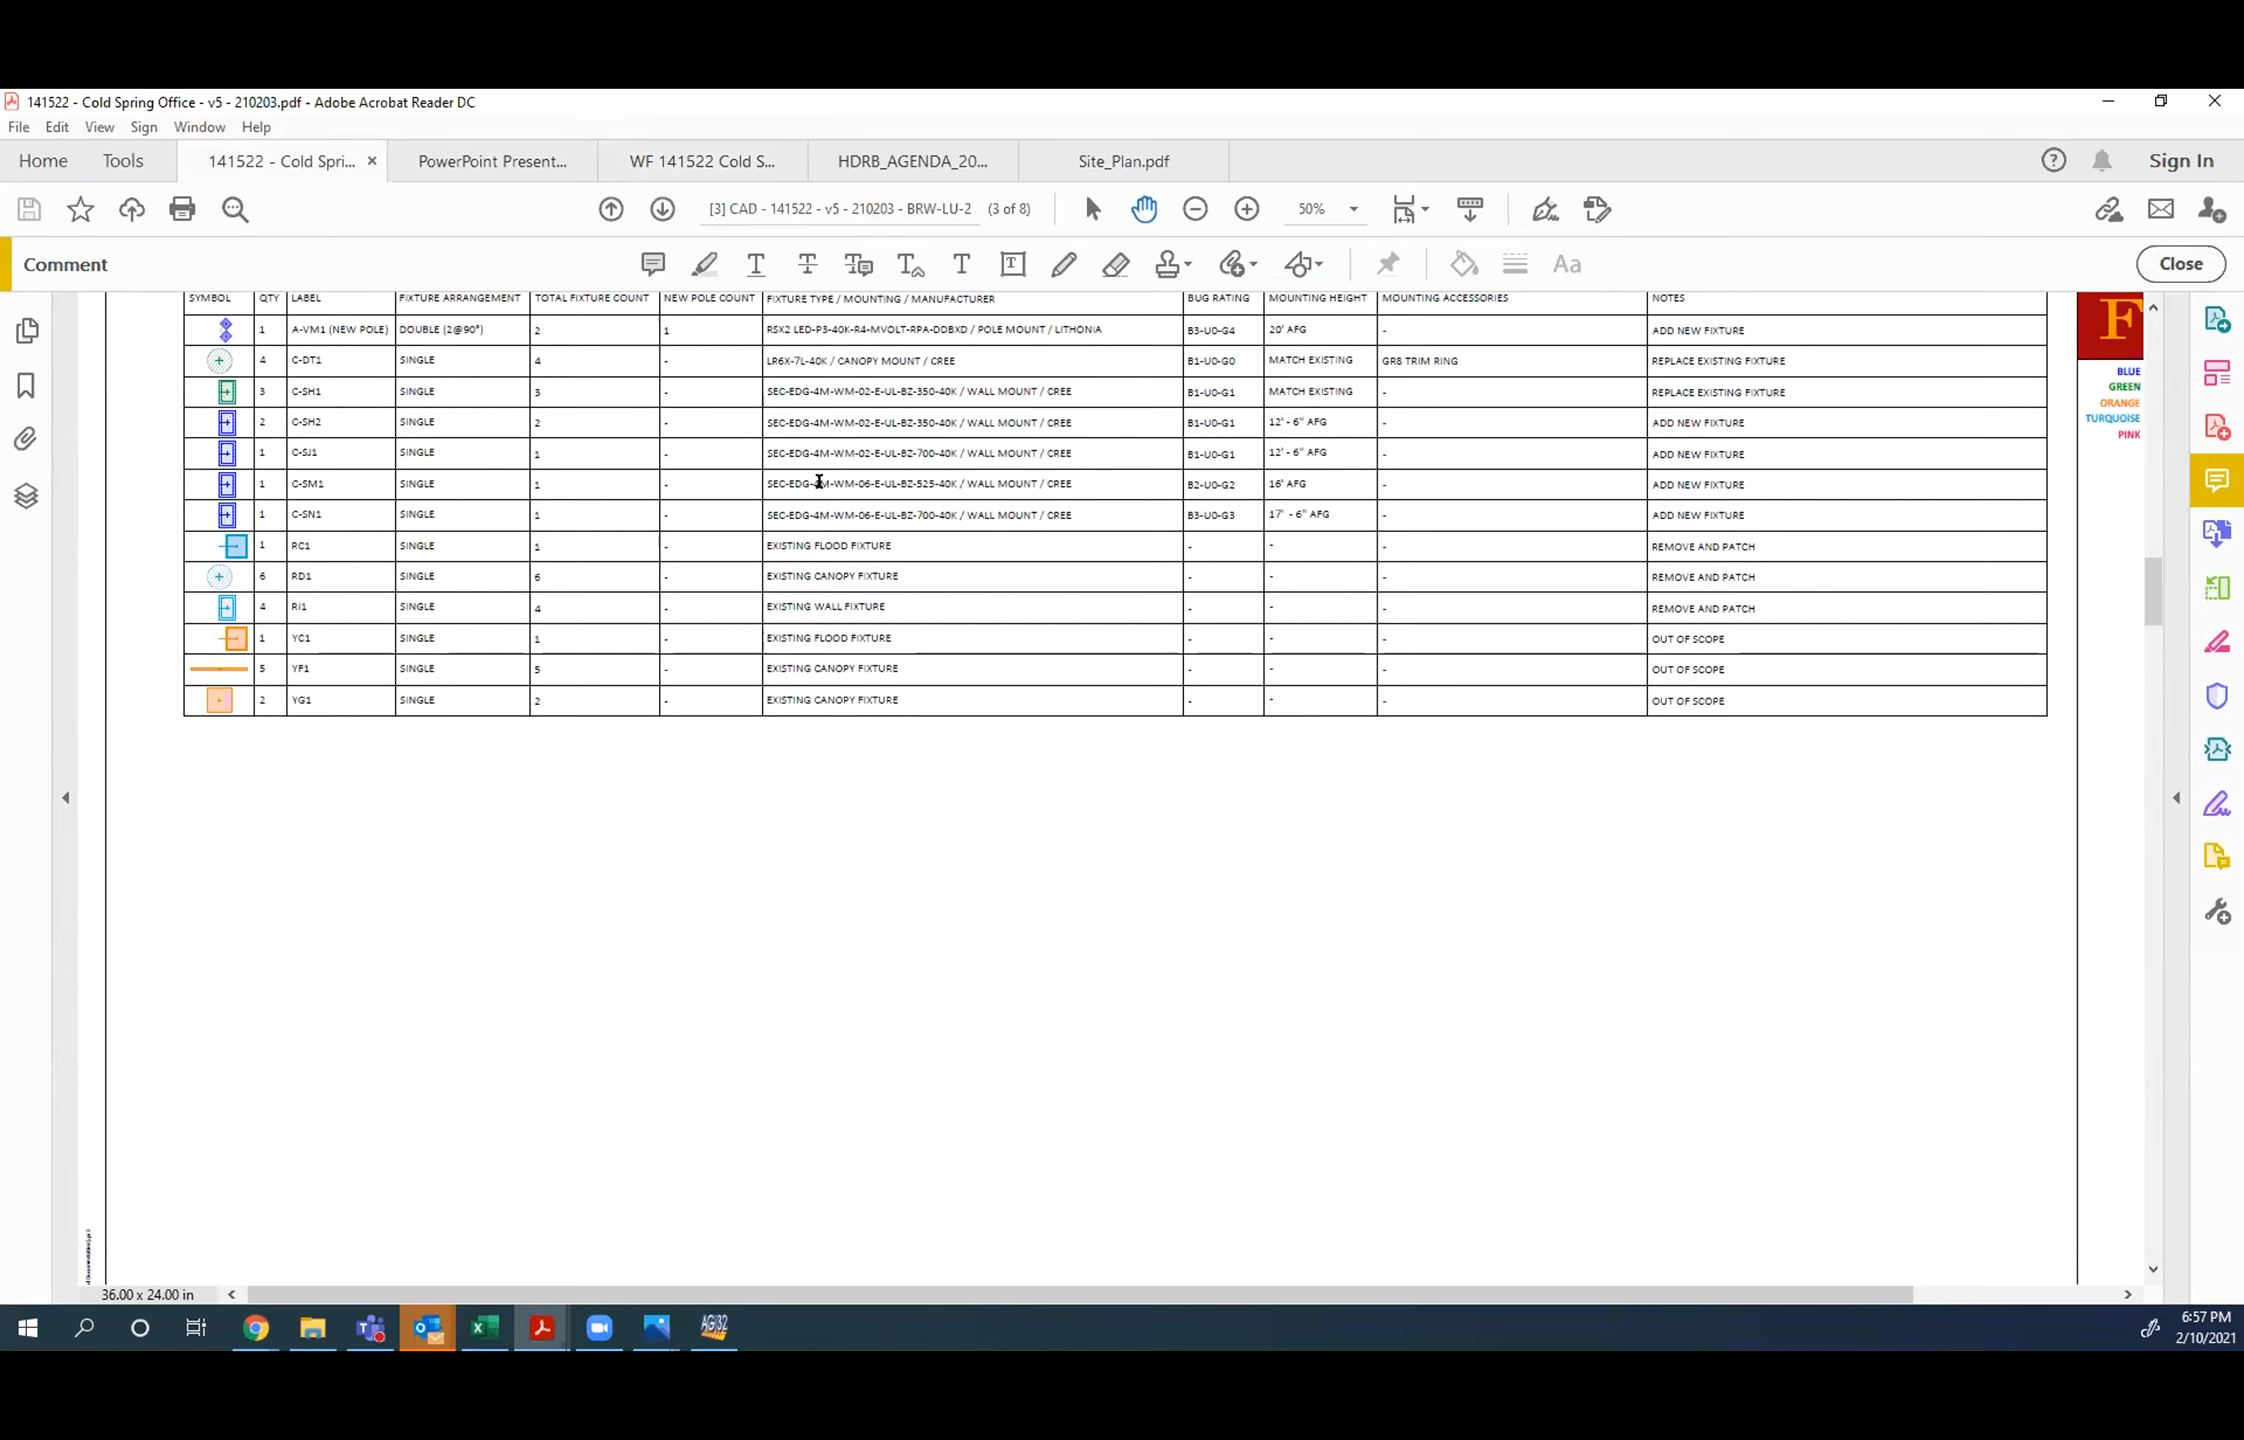 141522 - Cold Spring Office - v5 - 210203.pdf - Adobe Acrobat Reader DC
File Edit View Sign Window Help
Home Tools 141522 - Cold Spri... × PowerPoint Present... WF 141522 Cold S... HDRB_AGENDA_20... Site_Plan.pdf Sign In
[3] CAD - 141522 - v5 - 210203 - BRW-LU-2 (3 of 8) 50%
Comment Close
SYMBOL QTY LABEL FIXTURE ARRANGEMENT TOTAL FIXTURE COUNT NEW POLE COUNT FIXTURE TYPE / MOUNTING / MANUFACTURER BUG RATING MOUNTING HEIGHT MOUNTING ACCESSORIES NOTES
1 A-VM1 (NEW POLE) DOUBLE (2@90°) 2 1 RSX2 LED-P3-40K-R4-MVOLT-RPA-DDBXD / POLE MOUNT / LITHONIA B3-U0-G4 20' AFG - ADD NEW FIXTURE
4 C-DT1 SINGLE 4 - LR6X-7L-40K / CANOPY MOUNT / CREE B1-U0-G0 MATCH EXISTING GR8 TRIM RING REPLACE EXISTING FIXTURE
3 C-SH1 SINGLE 3 - SEC-EDG-4M-WM-02-E-UL-BZ-350-40K / WALL MOUNT / CREE B1-U0-G1 MATCH EXISTING - REPLACE EXISTING FIXTURE
2 C-SH2 SINGLE 2 - SEC-EDG-4M-WM-02-E-UL-BZ-350-40K / WALL MOUNT / CREE B1-U0-G1 12' - 6" AFG - ADD NEW FIXTURE
1 C-SJ1 SINGLE 1 - SEC-EDG-4M-WM-02-E-UL-BZ-700-40K / WALL MOUNT / CREE B1-U0-G1 12' - 6" AFG - ADD NEW FIXTURE
1 C-SM1 SINGLE 1 - SEC-EDG-4M-WM-06-E-UL-BZ-525-40K / WALL MOUNT / CREE B2-U0-G2 16' AFG - ADD NEW FIXTURE
1 C-SN1 SINGLE 1 - SEC-EDG-4M-WM-06-E-UL-BZ-700-40K / WALL MOUNT / CREE B3-U0-G3 17' - 6" AFG - ADD NEW FIXTURE
1 RC1 SINGLE 1 - EXISTING FLOOD FIXTURE - - - REMOVE AND PATCH
6 RD1 SINGLE 6 - EXISTING CANOPY FIXTURE - - - REMOVE AND PATCH
4 RI1 SINGLE 4 - EXISTING WALL FIXTURE - - - REMOVE AND PATCH
1 YC1 SINGLE 1 - EXISTING FLOOD FIXTURE - - - OUT OF SCOPE
5 YF1 SINGLE 5 - EXISTING CANOPY FIXTURE - - - OUT OF SCOPE
2 YG1 SINGLE 2 - EXISTING CANOPY FIXTURE - - - OUT OF SCOPE
F
BLUE
GREEN
ORANGE
TURQUOISE
PINK
36.00 x 24.00 in
AGi32
6:57 PM
2/10/2021